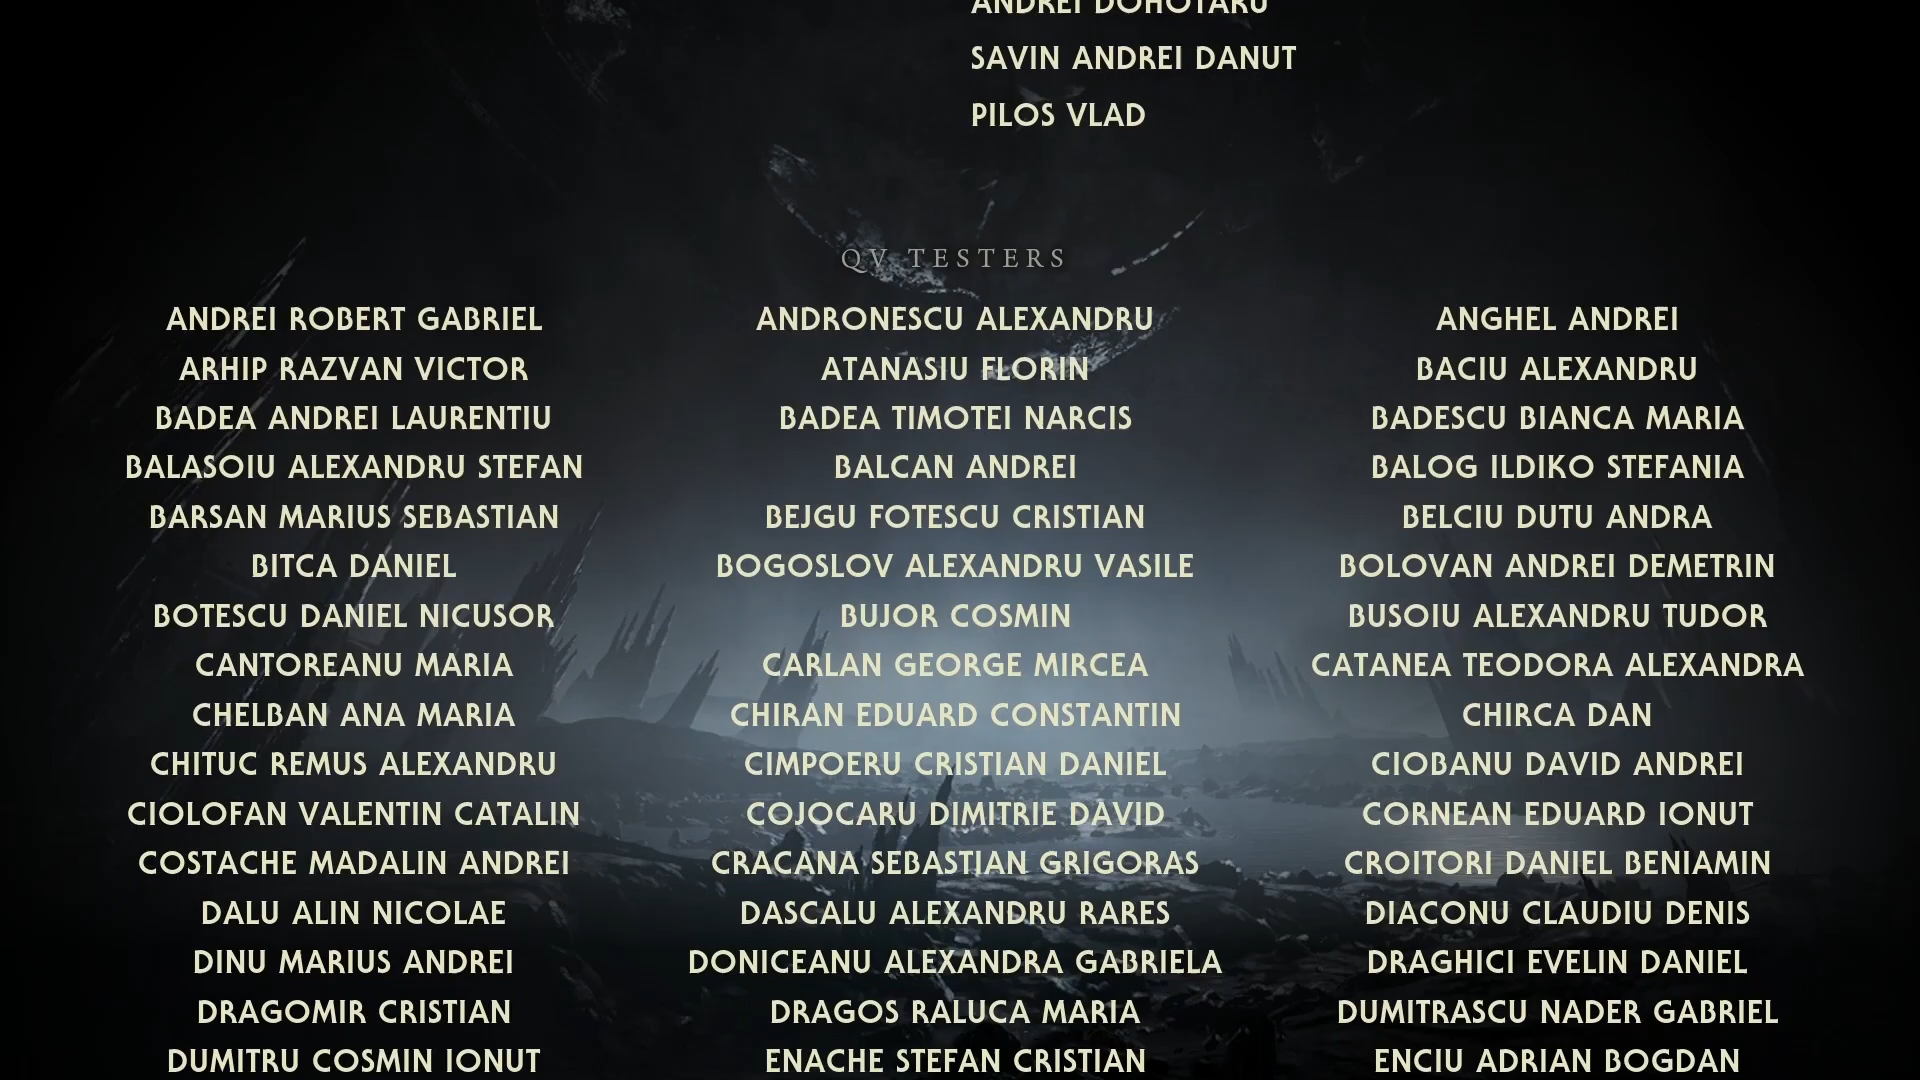 ANDREI DOHOTARU
SAVIN ANDREI DANUT
PILOS VLAD
QV TESTERS
ANDREI ROBERT GABRIEL ANDRONESCU ALEXANDRU ANGHEL ANDREI
ARHIP RAZVAN VICTOR ATANASIU FLORIN BACIU ALEXANDRU
BADEA ANDREI LAURENTIU BADEA TIMOTEI NARCIS BADESCU BIANCA MARIA
BALASOIU ALEXANDRU STEFAN BALCAN ANDREI BALOG ILDIKO STEFANIA
BARSAN MARIUS SEBASTIAN BEJGU FOTESCU CRISTIAN BELCIU DUTU ANDRA
BITCA DANIEL BOGOSLOV ALEXANDRU VASILE BOLOVAN ANDREI DEMETRIN
BOTESCU DANIEL NICUSOR BUJOR COSMIN BUSOIU ALEXANDRU TUDOR
CANTOREANU MARIA CARLAN GEORGE MIRCEA CATANEA TEODORA ALEXANDRA
CHELBAN ANA MARIA CHIRAN EDUARD CONSTANTIN CHIRCA DAN
CHITUC REMUS ALEXANDRU CIMPOERU CRISTIAN DANIEL CIOBANU DAVID ANDREI
CIOLOFAN VALENTIN CATALIN COJOCARU DIMITRIE DAVID CORNEAN EDUARD IONUT
COSTACHE MADALIN ANDREI CRACANA SEBASTIAN GRIGORAS CROITORI DANIEL BENIAMIN
DALU ALIN NICOLAE DASCALU ALEXANDRU RARES DIACONU CLAUDIU DENIS
DINU MARIUS ANDREI DONICEANU ALEXANDRA GABRIELA DRAGHICI EVELIN DANIEL
DRAGOMIR CRISTIAN DRAGOS RALUCA MARIA DUMITRASCU NADER GABRIEL
DUMITRU COSMIN IONUT ENACHE STEFAN CRISTIAN ENCIU ADRIAN BOGDAN